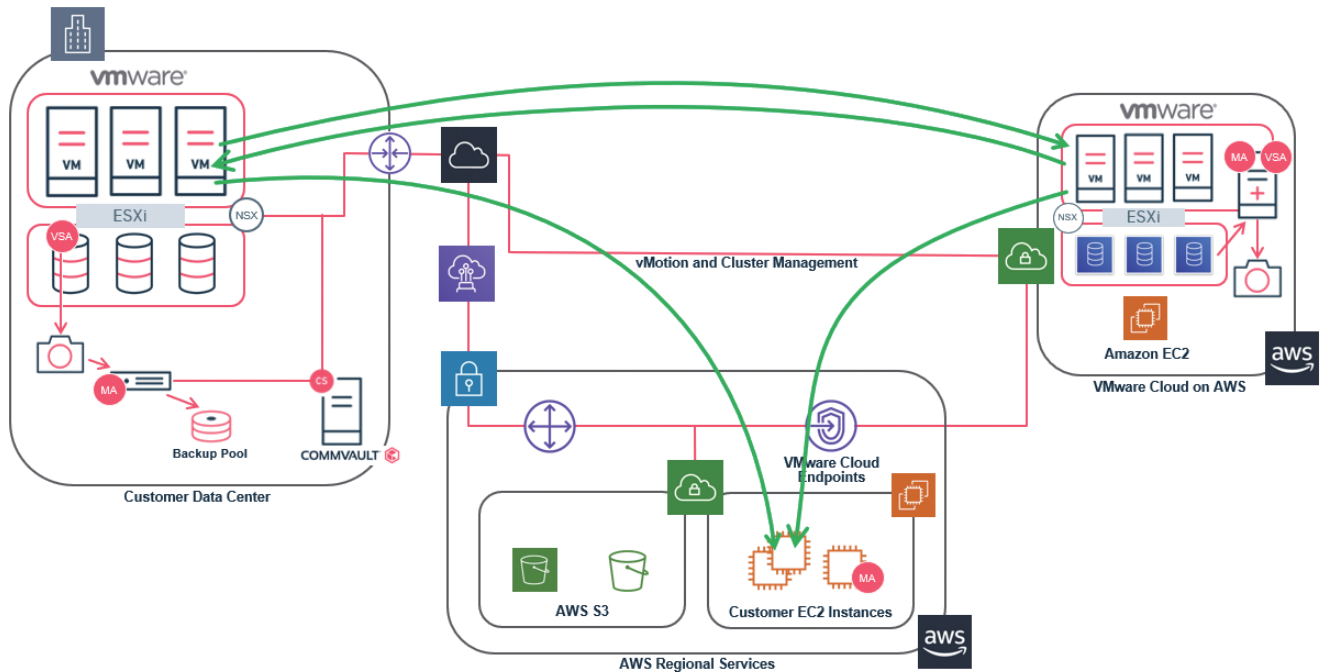 vmware®
VM
VM
VM
ESXi
NSX
VSA
MA
CS
Backup Pool
COMMVAULT
Customer Data Center
vMotion and Cluster Management
vmware®
VM
VM
VM
MA
VSA
NSX
ESXi
Amazon EC2
aws
VMware Cloud on AWS
VMware Cloud
Endpoints
AWS S3
MA
Customer EC2 Instances
aws
AWS Regional Services